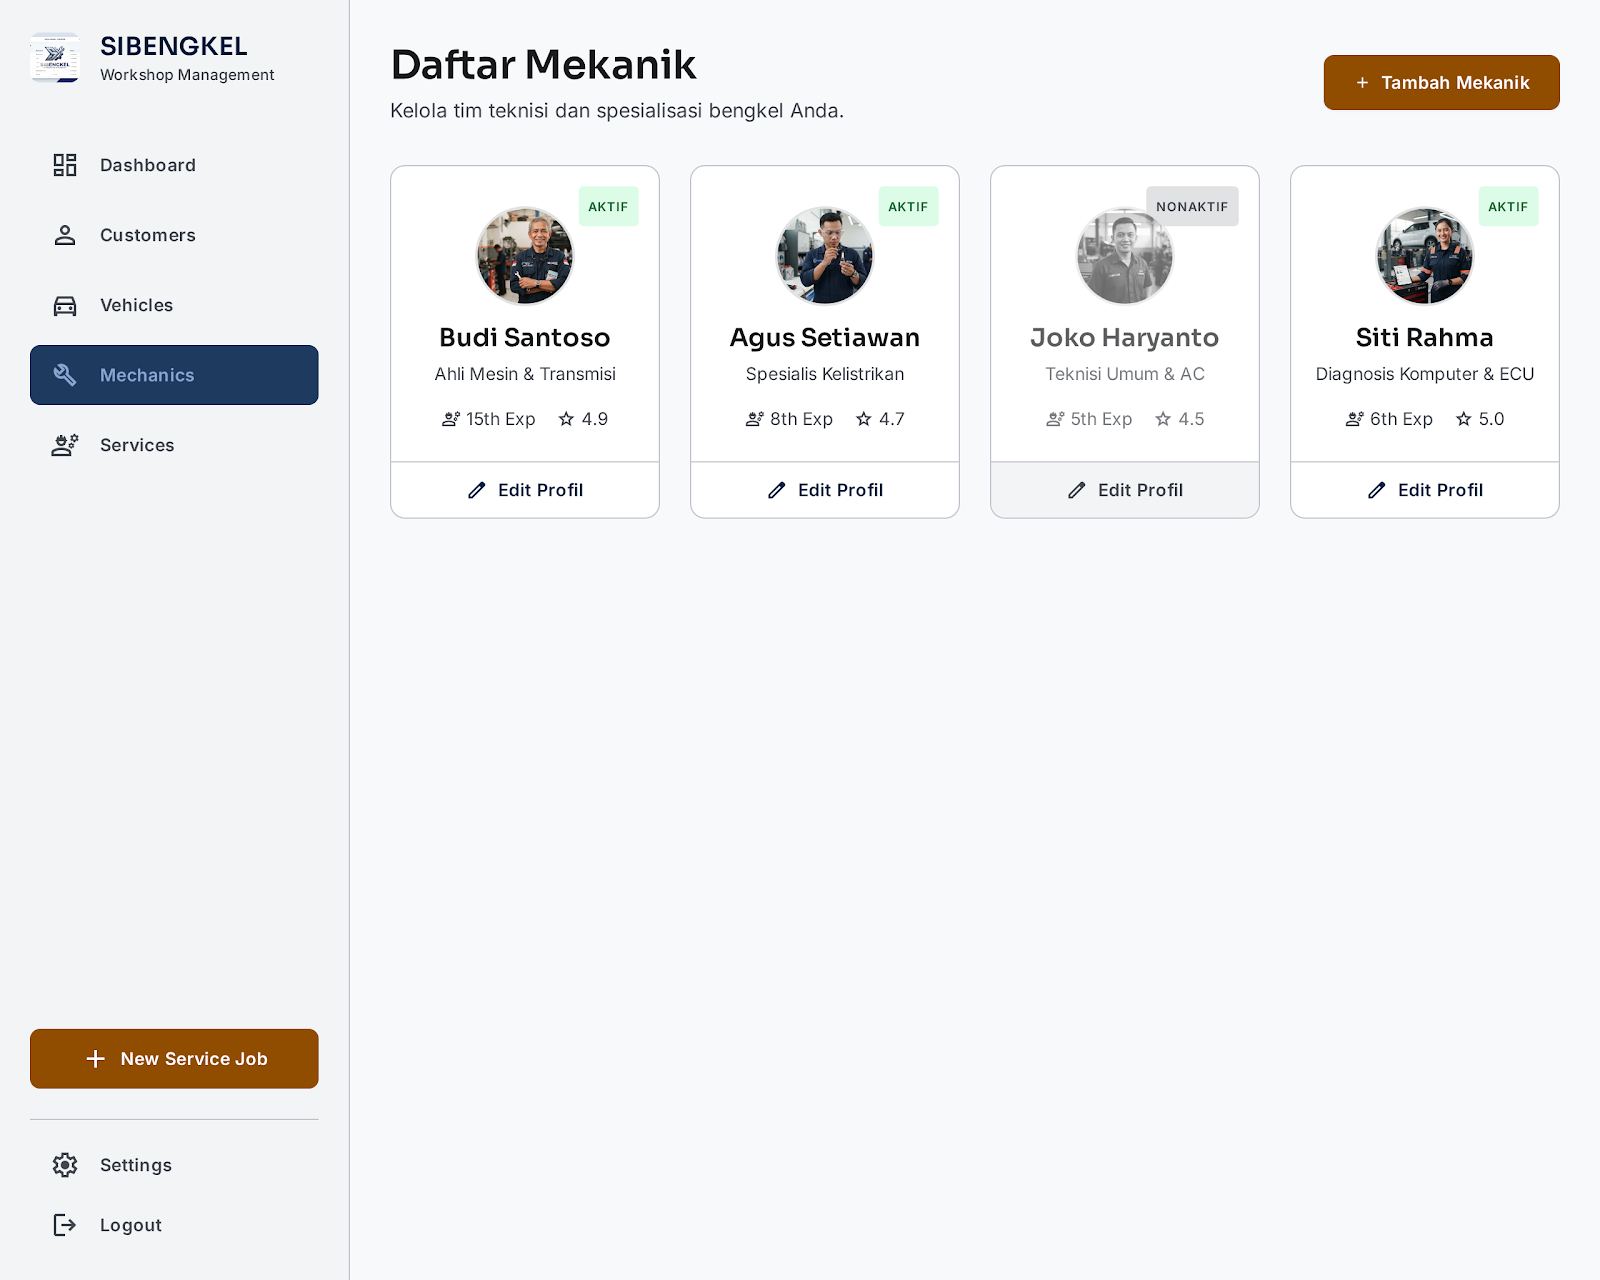 SIBENGKEL
Workshop Management
Dashboard
Customers
Vehicles
Mechanics
Services
New Service Job
Settings
Logout
Daftar Mekanik
Kelola tim teknisi dan spesialisasi bengkel Anda.
+ Tambah Mekanik
AKTIF
Budi Santoso
Ahli Mesin & Transmisi
15th Exp 4.9
Edit Profil
AKTIF
Agus Setiawan
Spesialis Kelistrikan
8th Exp 4.7
Edit Profil
NONAKTIF
Joko Haryanto
Teknisi Umum & AC
5th Exp 4.5
Edit Profil
AKTIF
Siti Rahma
Diagnosis Komputer & ECU
6th Exp 5.0
Edit Profil